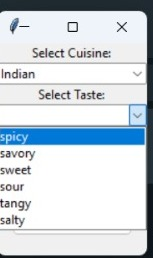 Select Cuisine:
Indian
Select Taste:
spicy
savory
sweet
sour
tangy
salty